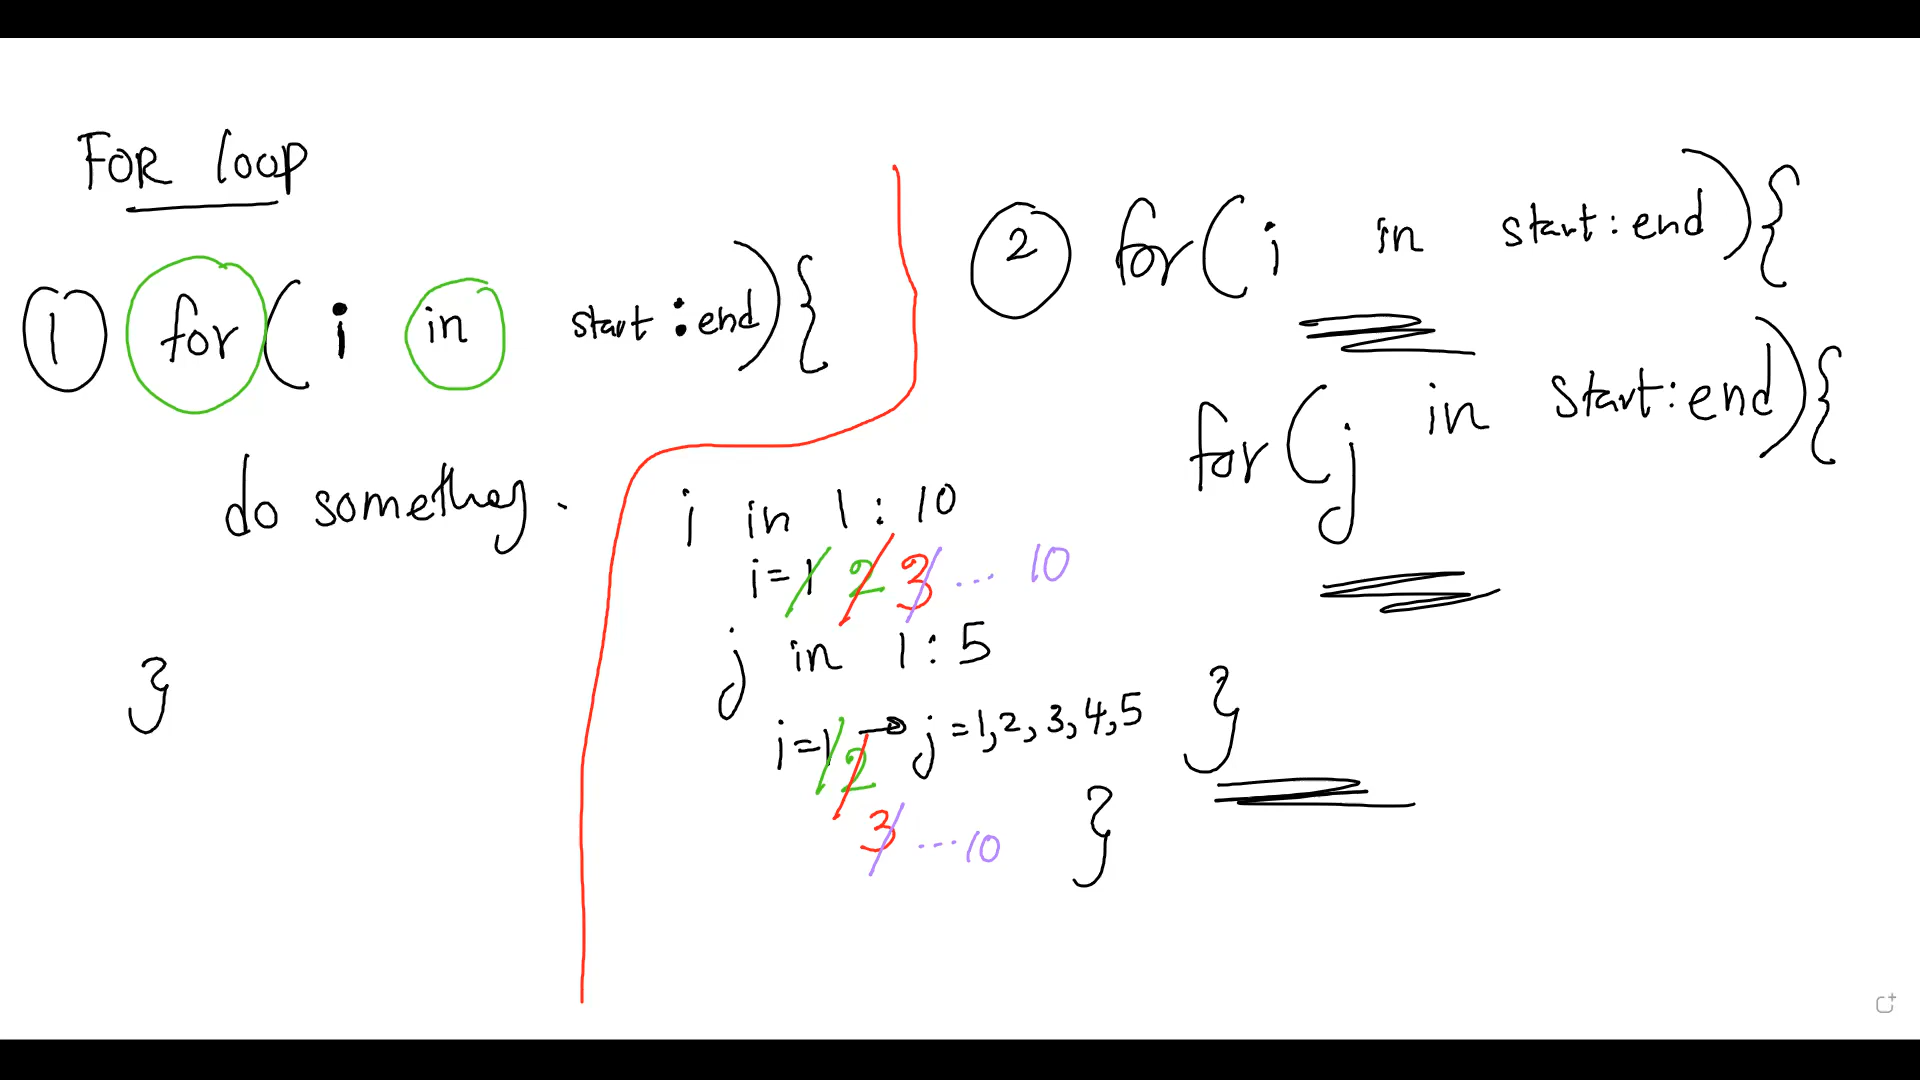 FOR loop
1 for( i in start:end){
do something.
}
2 for( i in start:end){
for( j in start:end){
}
}
i in 1 : 10
i = 1 2 3 ... 10
j in 1 : 5
i = 1 2 → j = 1, 2, 3, 4, 5
3 ... 10